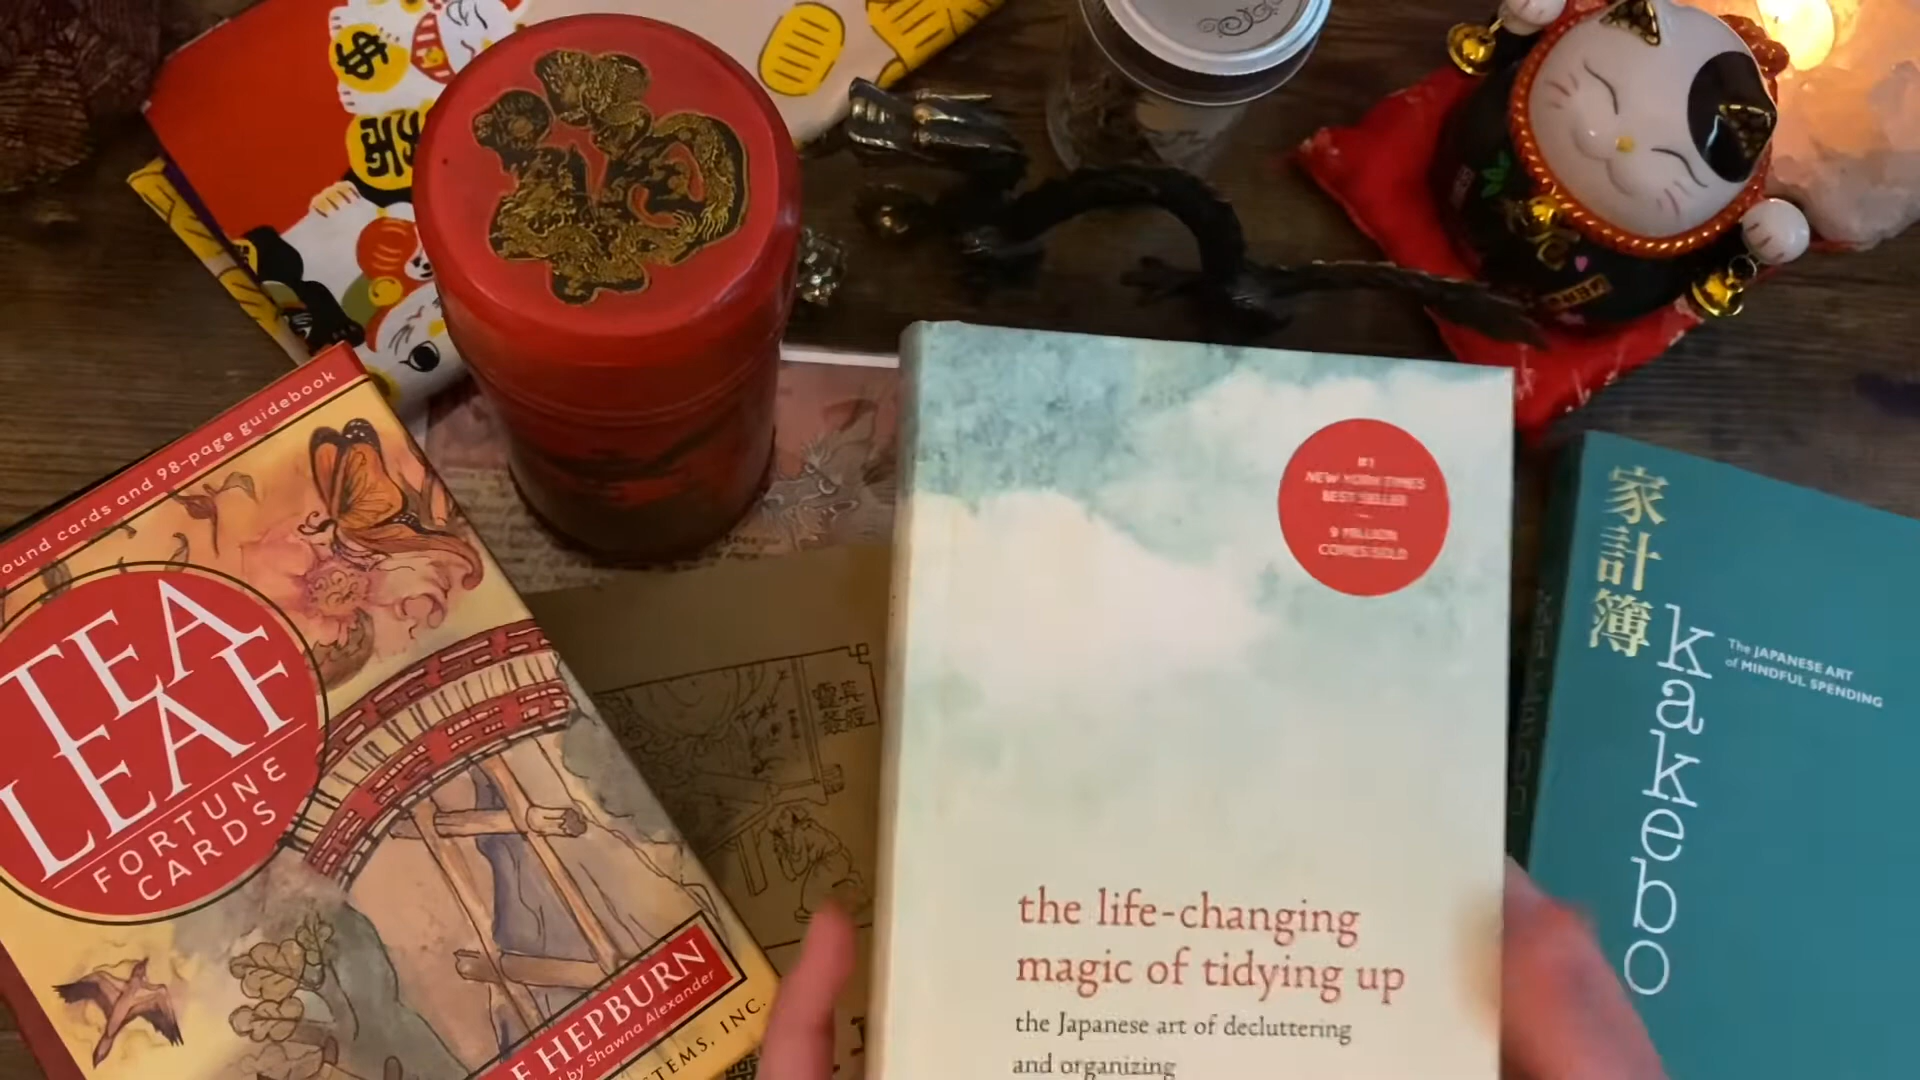 ound cards and 98-page guidebook
TEA
LEAF
FORTUNE
CARDS
E HEPBURN
by Shawna Alexander
STEMS, INC.
$
#1
NEW YORK TIMES
BEST SELLER
9 MILLION
COPIES SOLD
the life-changing
magic of tidying up
the Japanese art of decluttering
and organizing
家計簿
kakebo
The JAPANESE ART
of MINDFUL SPENDING